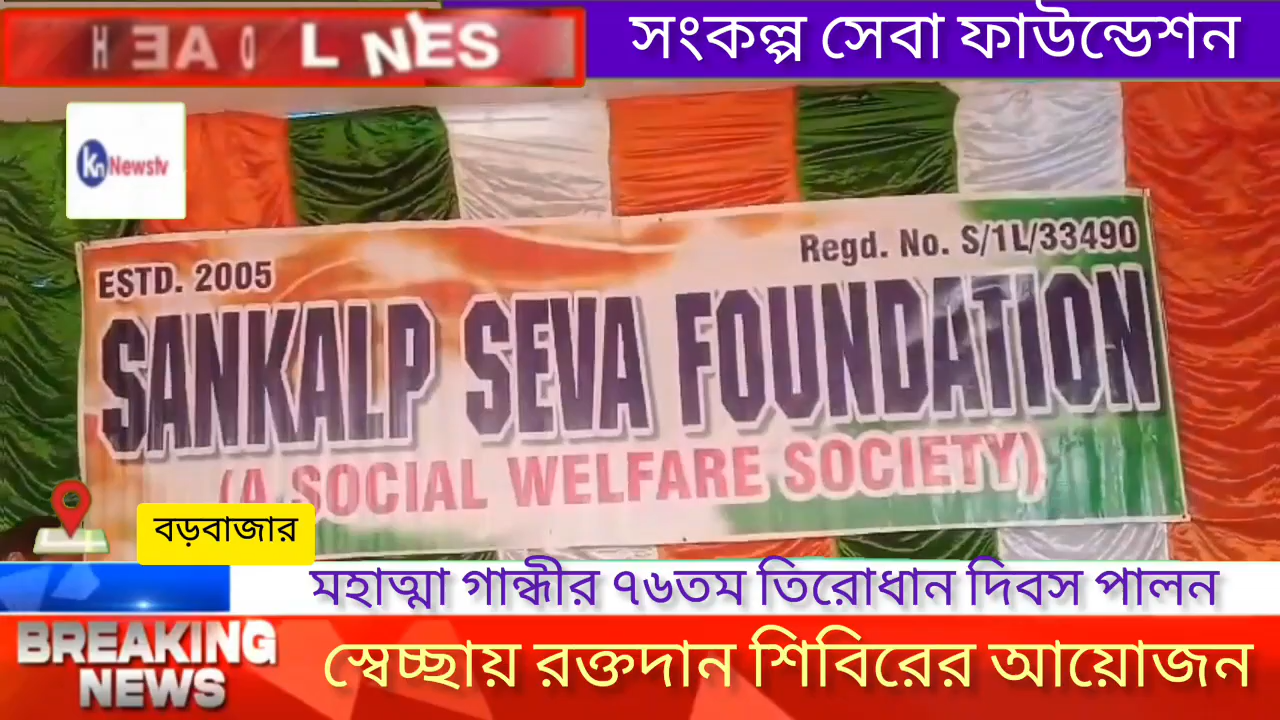 HEADLINES
সংকল্প সেবা ফাউন্ডেশন
Kn Newstv
ESTD. 2005
Regd. No. S/1L/33490
SANKALP SEVA FOUNDATION
(A SOCIAL WELFARE SOCIETY)
বড়বাজার
মহাত্মা গান্ধীর ৭৬তম তিরোধান দিবস পালন
BREAKING
NEWS
স্বেচ্ছায় রক্তদান শিবিরের আয়োজন